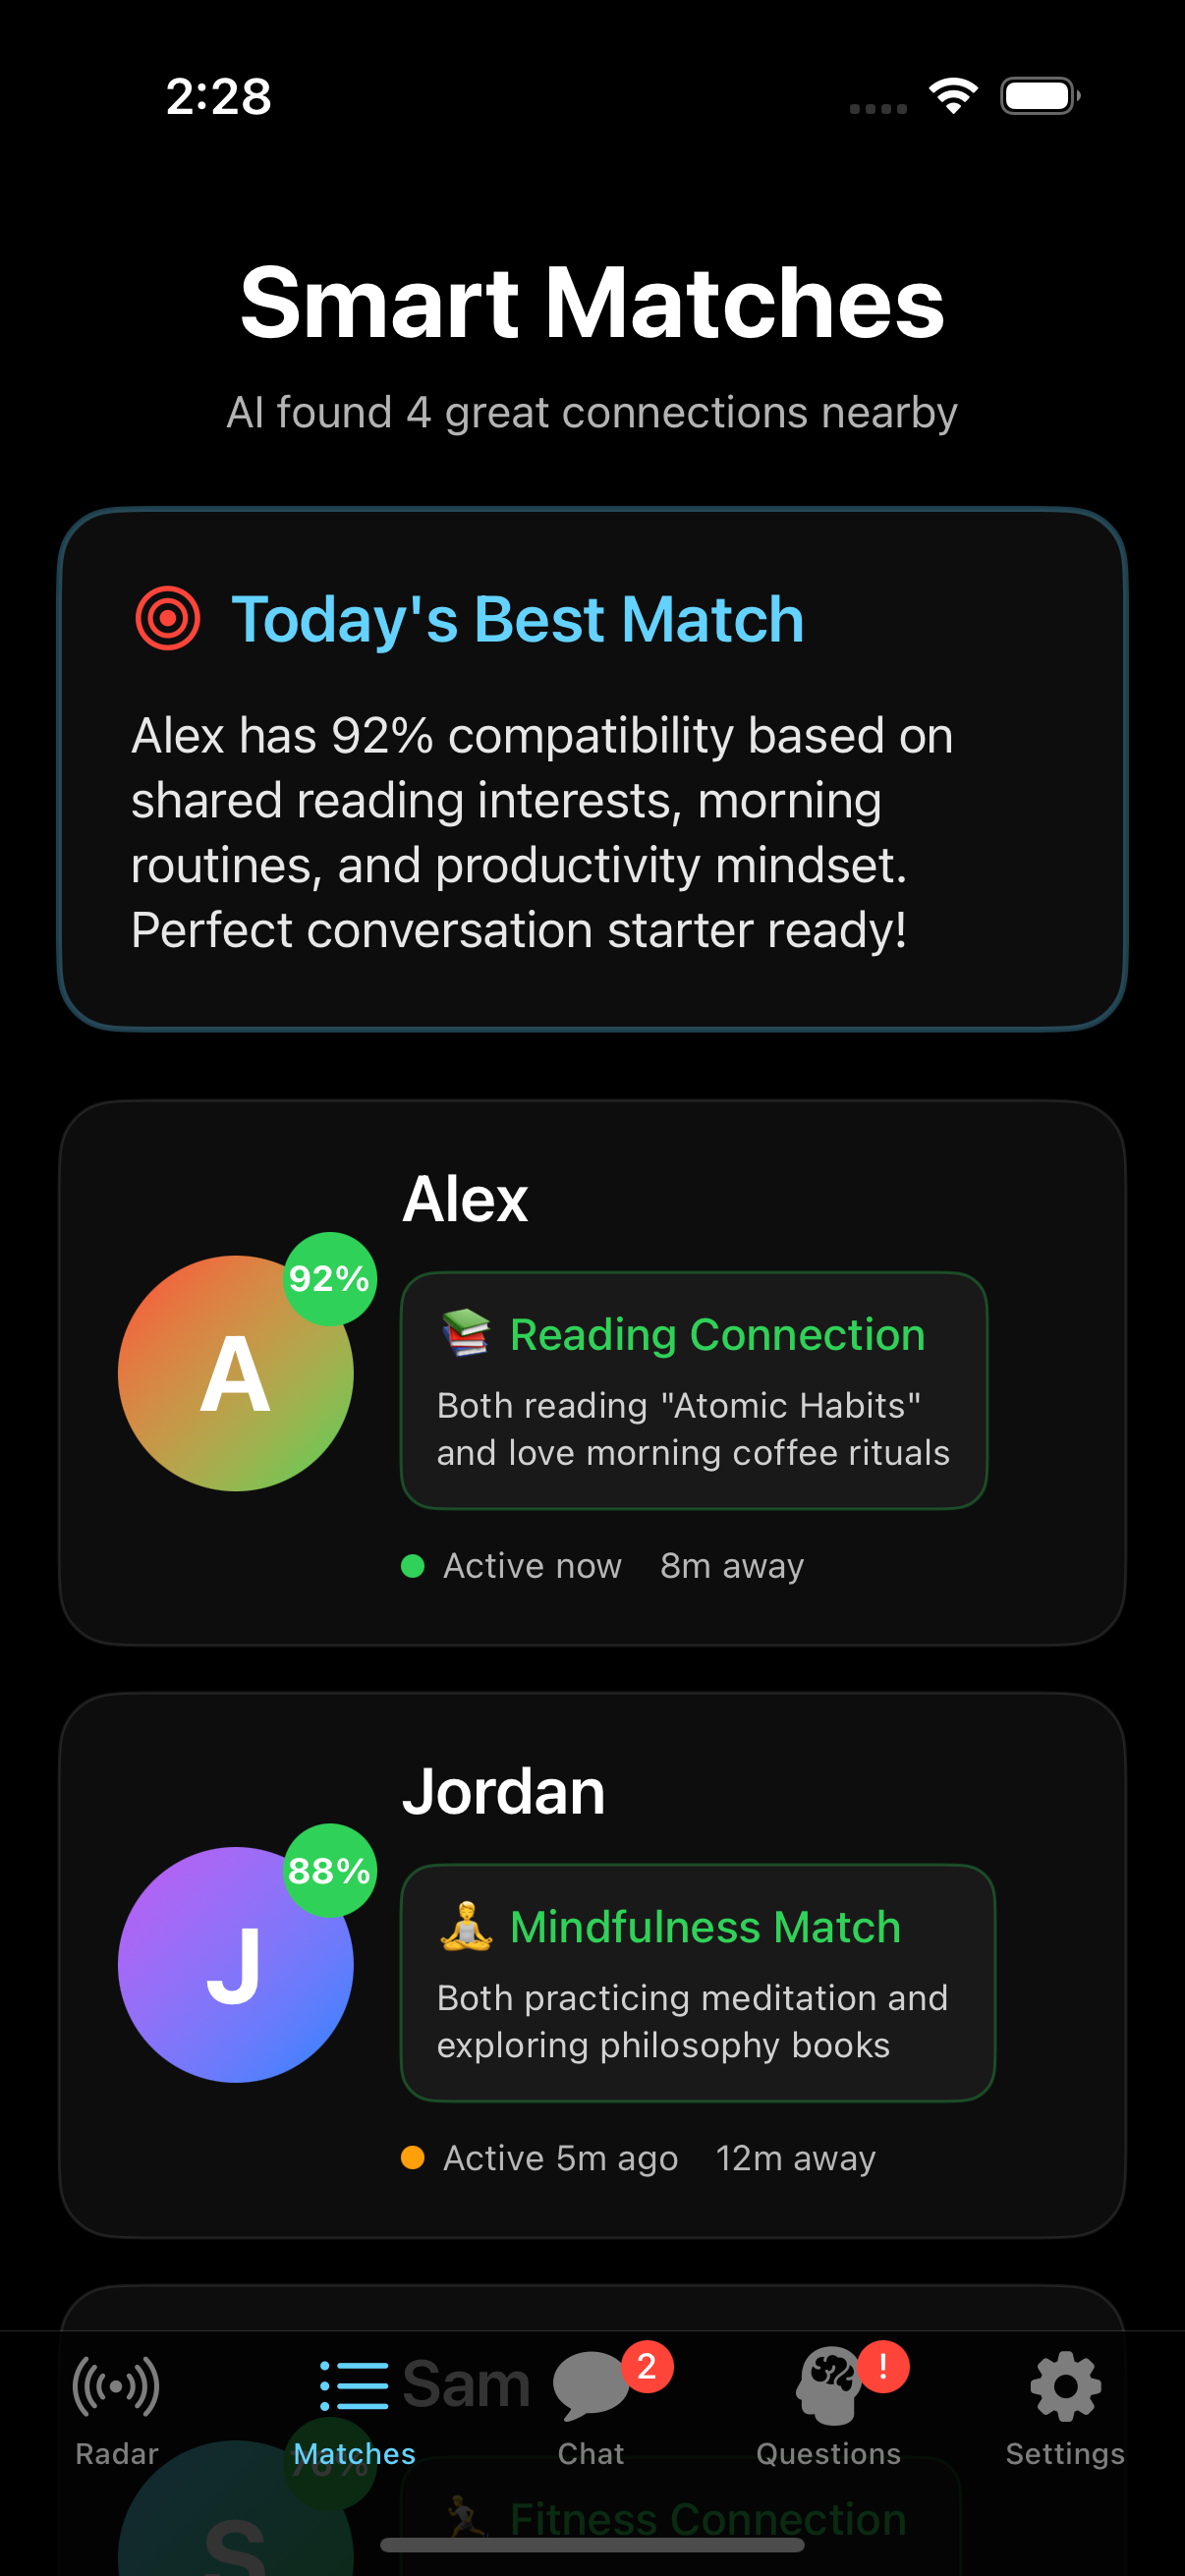 2:28
Smart Matches
AI found 4 great connections nearby
Today's Best Match
Alex has 92% compatibility based on
shared reading interests, morning
routines, and productivity mindset.
Perfect conversation starter ready!
Alex
92%
A
📚 Reading Connection
Both reading "Atomic Habits"
and love morning coffee rituals
Active now 8m away
Jordan
88%
J
🧘 Mindfulness Match
Both practicing meditation and
exploring philosophy books
Active 5m ago 12m away
Sam
2
!
Radar
Matches
Chat
Questions
Settings
S
🏃 Fitness Connection